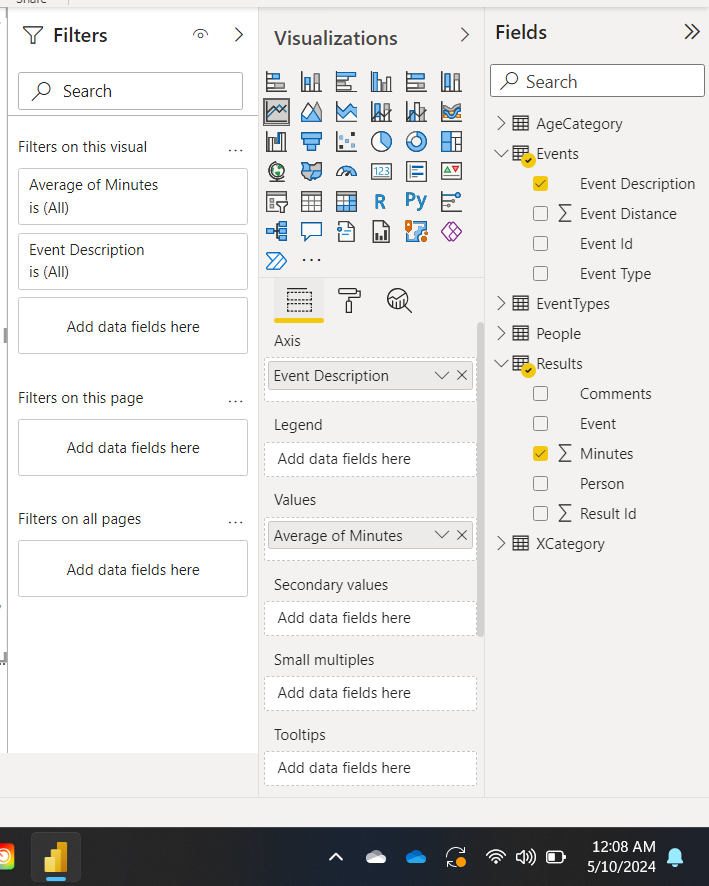 Share
Filters
Search
Filters on this visual
...
Average of Minutes
is (All)
Event Description
is (All)
Add data fields here
Filters on this page
...
Add data fields here
Filters on all pages
...
Add data fields here
Visualizations
123
R
Py
...
Axis
Event Description
Legend
Add data fields here
Values
Average of Minutes
Secondary values
Add data fields here
Small multiples
Add data fields here
Tooltips
Add data fields here
Fields
Search
AgeCategory
Events
Event Description
∑ Event Distance
Event Id
Event Type
EventTypes
People
Results
Comments
Event
∑ Minutes
Person
∑ Result Id
XCategory
12:08 AM
5/10/2024